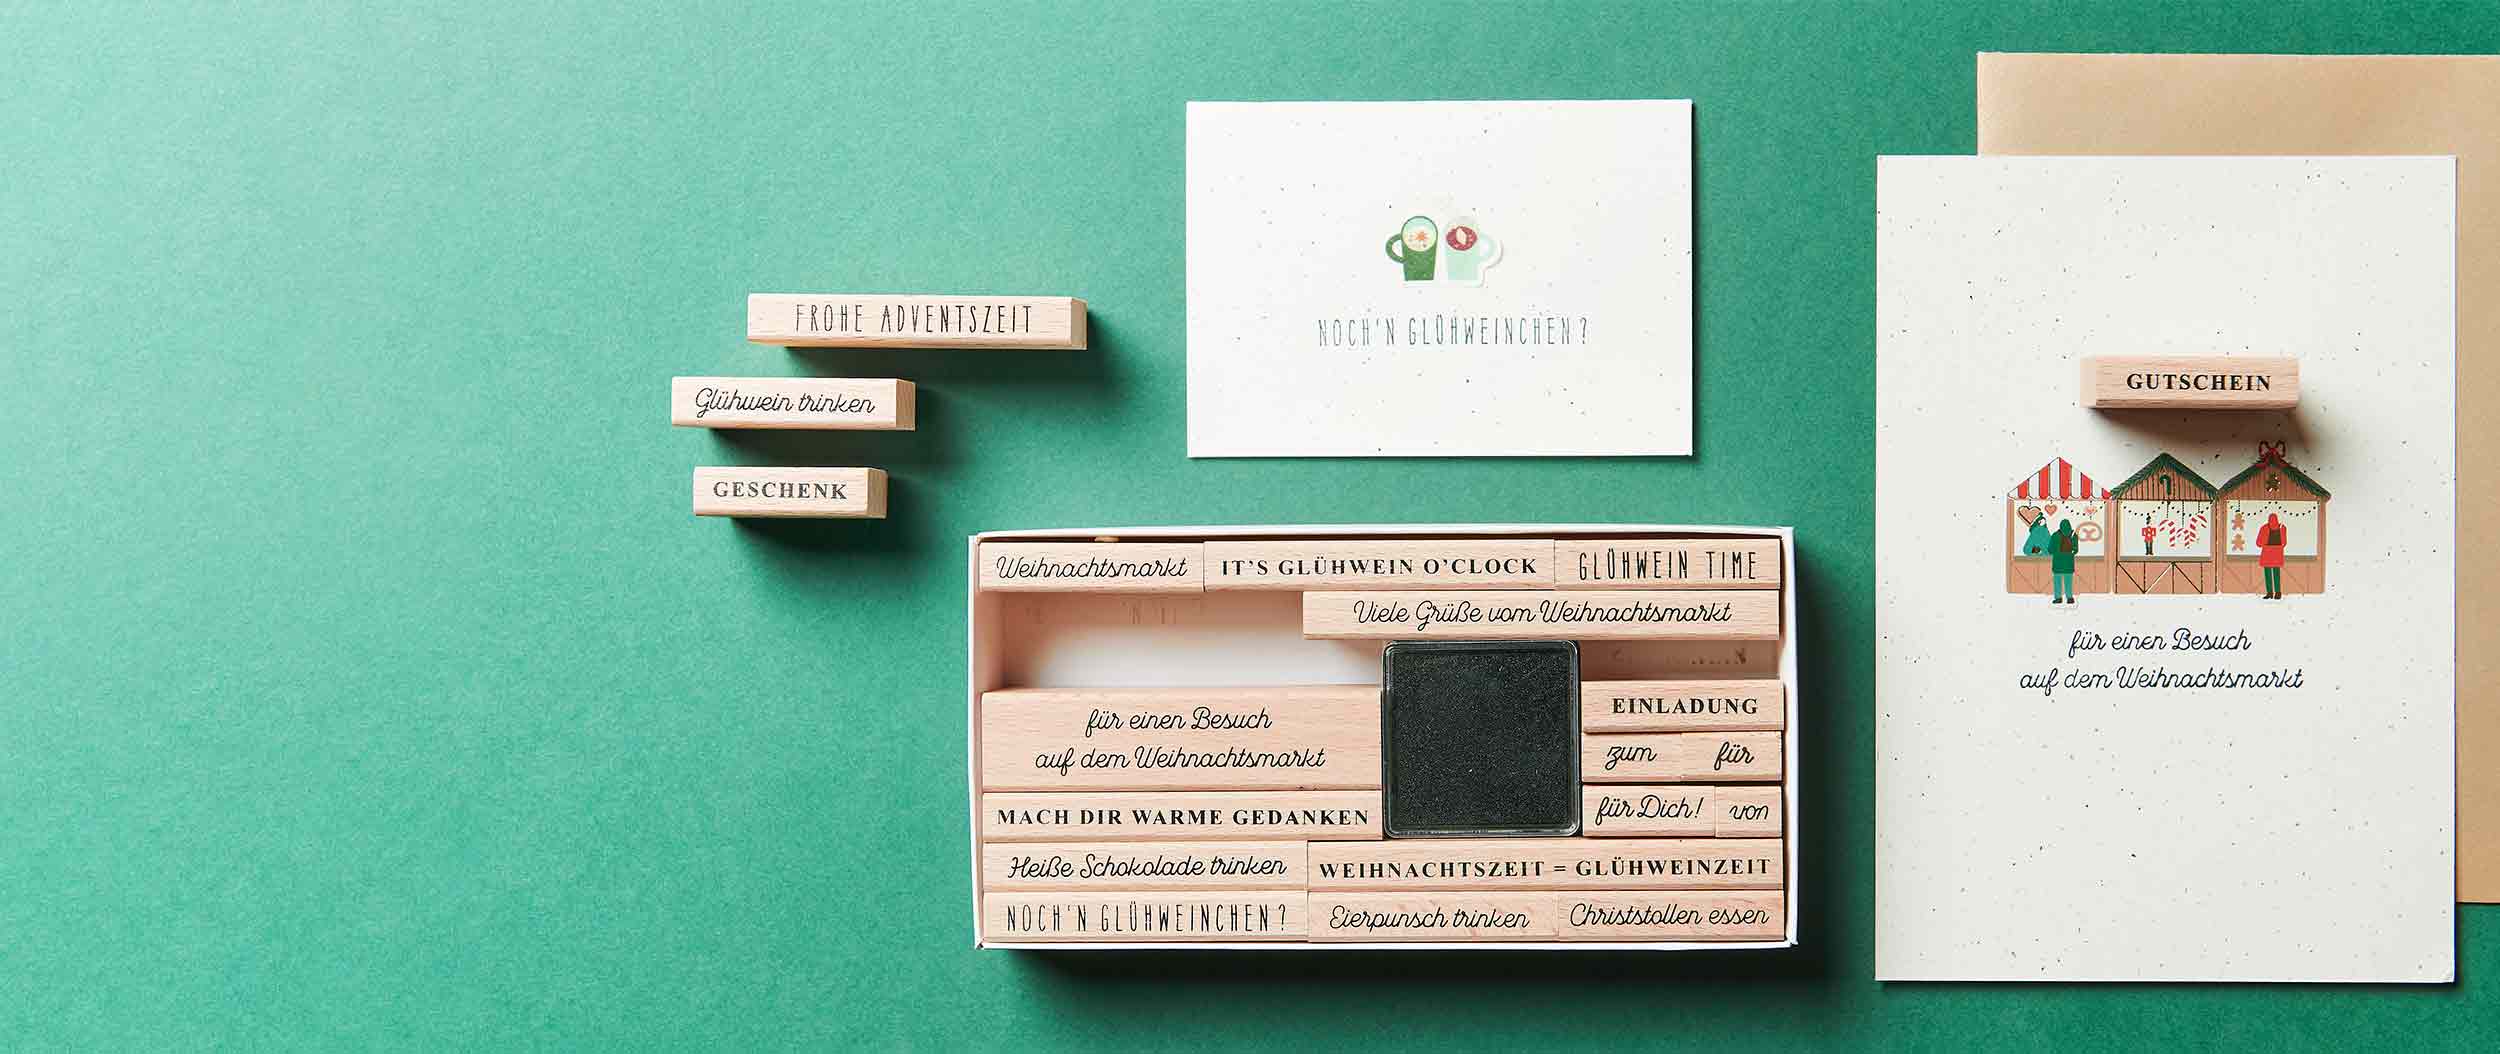 FROHE ADVENTSZEIT
Glühwein trinken
GESCHENK
NOCH'N GLÜHWEINCHEN?
Weihnachtsmarkt
IT'S GLÜHWEIN O'CLOCK
GLÜHWEIN TIME
Viele Grüße vom Weihnachtsmarkt
für einen Besuch
auf dem Weihnachtsmarkt
EINLADUNG
zum
für
MACH DIR WARME GEDANKEN
für Dich!
von
Heiße Schokolade trinken
WEIHNACHTSZEIT = GLÜHWEINZEIT
NOCH'N GLÜHWEINCHEN?
Eierpunsch trinken
Christstollen essen
GUTSCHEIN
für einen Besuch
auf dem Weihnachtsmarkt